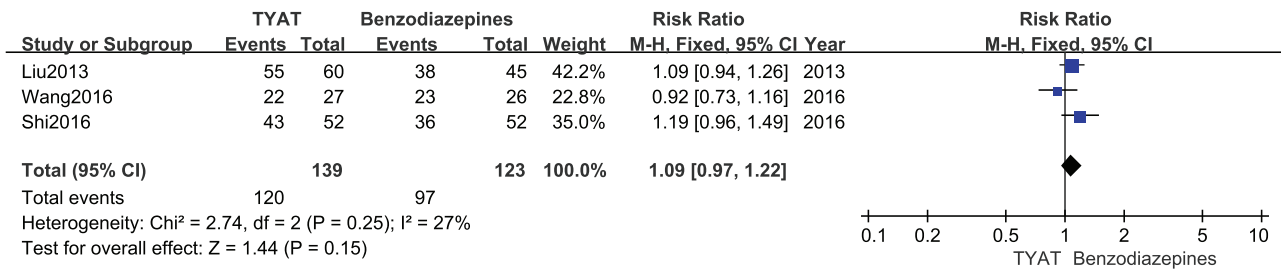 TYAT Benzodiazepines Risk Ratio Risk Ratio
Study or Subgroup Events Total Events Total Weight M-H, Fixed, 95% CI Year M-H, Fixed, 95% CI
Liu2013 55 60 38 45 42.2% 1.09 [0.94, 1.26] 2013
Wang2016 22 27 23 26 22.8% 0.92 [0.73, 1.16] 2016
Shi2016 43 52 36 52 35.0% 1.19 [0.96, 1.49] 2016
Total (95% CI) 139 123 100.0% 1.09 [0.97, 1.22]
Total events 120 97
Heterogeneity: Chi² = 2.74, df = 2 (P = 0.25); I² = 27%
Test for overall effect: Z = 1.44 (P = 0.15)
0.1 0.2 0.5 1 2 5 10
TYAT Benzodiazepines